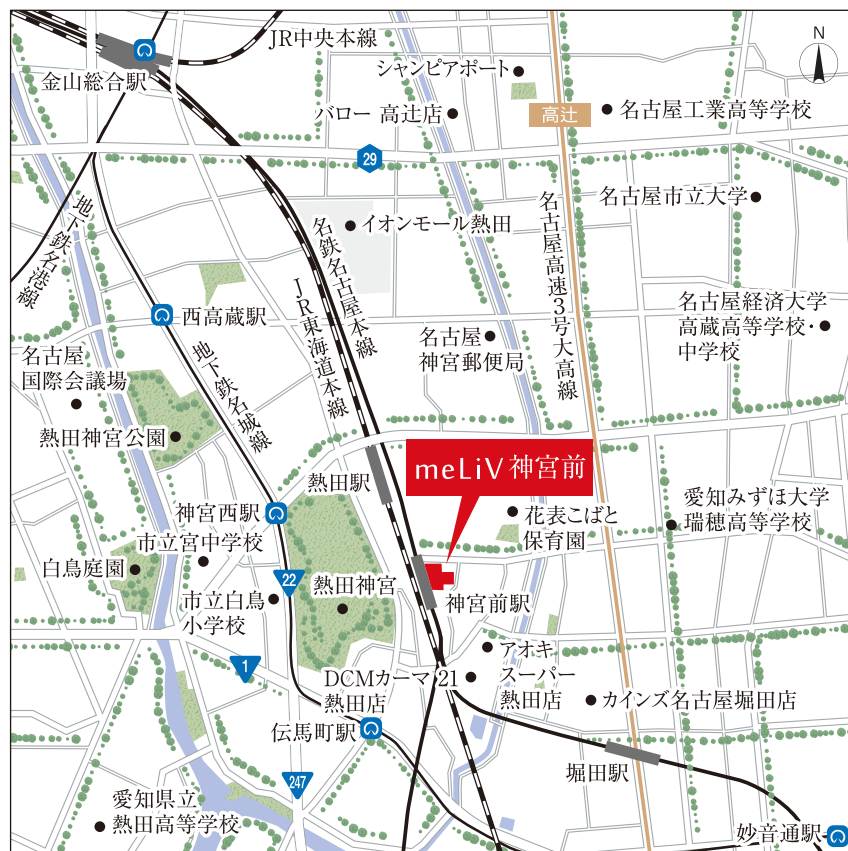 JR中央本線
N
シャンピアポート
金山総合駅
バロー 高辻店
高辻
名古屋工業高等学校
29
名古屋市立大学
地下鉄名港線
名鉄名古屋本線
イオンモール熱田
名古屋高速3号大高線
JR東海道本線
西高蔵駅
名古屋
神宮郵便局
名古屋経済大学
高蔵高等学校・
中学校
名古屋
国際会議場
地下鉄名城線
熱田神宮公園
熱田駅
meLiV 神宮前
神宮西駅
花表こばと
保育園
愛知みずほ大学
瑞穂高等学校
市立宮中学校
白鳥庭園
22
熱田神宮
市立白鳥
小学校
神宮前駅
1
DCMカーマ 21
熱田店
アオキ
スーパー
熱田店
カインズ名古屋堀田店
伝馬町駅
堀田駅
247
愛知県立
熱田高等学校
妙音通駅